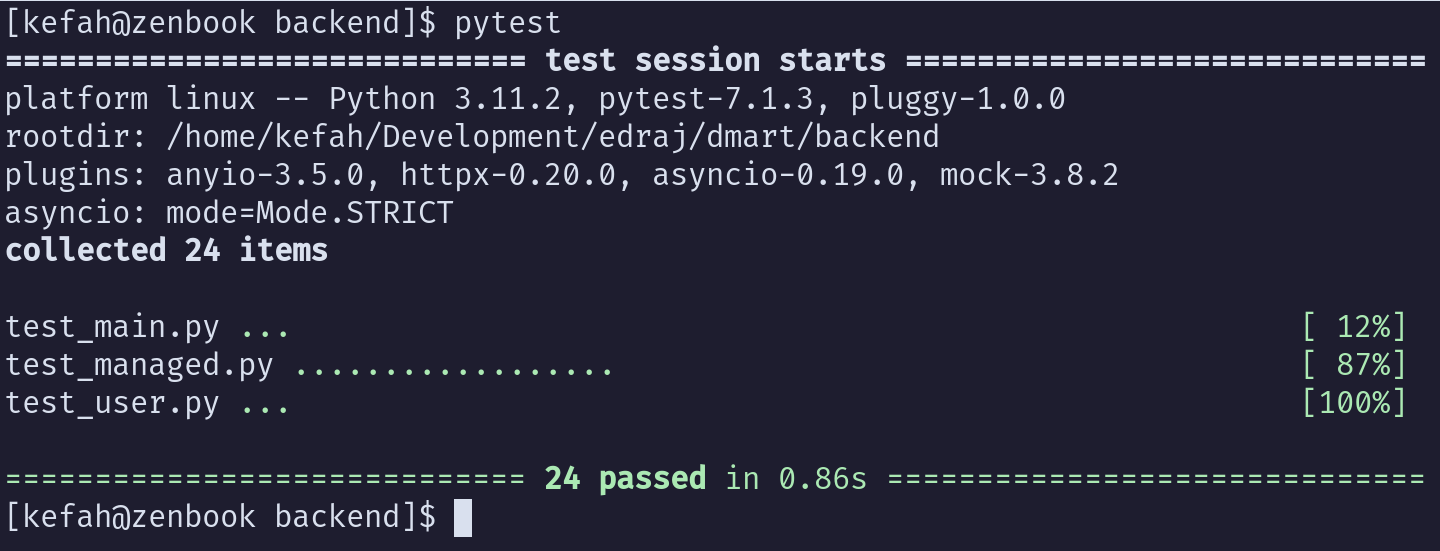 [kefah@zenbook backend]$ pytest
============================= test session starts =============================
platform linux -- Python 3.11.2, pytest-7.1.3, pluggy-1.0.0
rootdir: /home/kefah/Development/edraj/dmart/backend
plugins: anyio-3.5.0, httpx-0.20.0, asyncio-0.19.0, mock-3.8.2
asyncio: mode=Mode.STRICT
collected 24 items

test_main.py ...                                                        [ 12%]
test_managed.py ..................                                      [ 87%]
test_user.py ...                                                        [100%]

============================= 24 passed in 0.86s ==============================
[kefah@zenbook backend]$